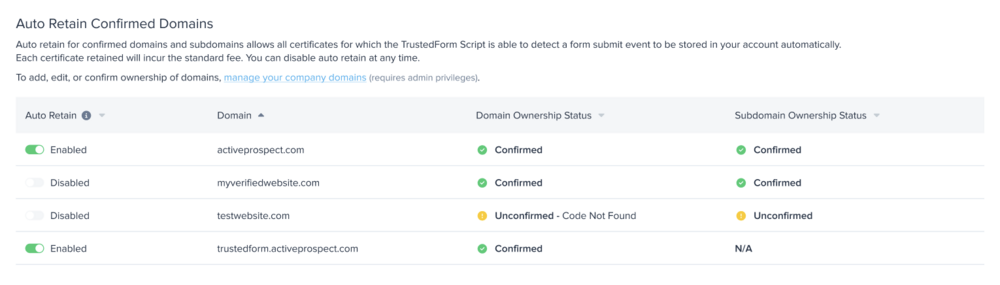 Auto Retain Confirmed Domains
Auto retain for confirmed domains and subdomains allows all certificates for which the TrustedForm Script is able to detect a form submit event to be stored in your account automatically.
Each certificate retained will incur the standard fee. You can disable auto retain at any time.
To add, edit, or confirm ownership of domains, manage your company domains (requires admin privileges).
Auto Retain Domain Domain Ownership Status Subdomain Ownership Status
Enabled activeprospect.com Confirmed Confirmed
Disabled myverifiedwebsite.com Confirmed Confirmed
Disabled testwebsite.com Unconfirmed - Code Not Found Unconfirmed
Enabled trustedform.activeprospect.com Confirmed N/A